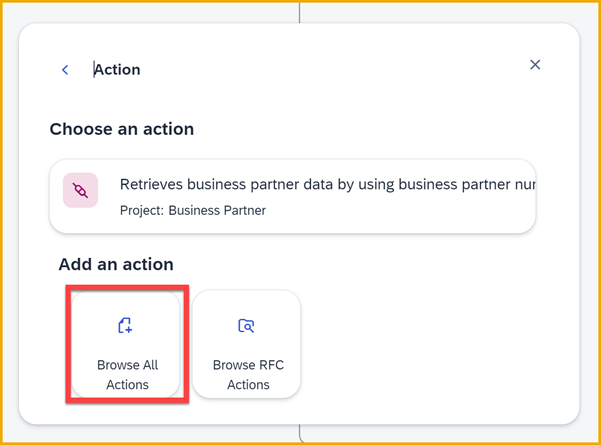 Action
Choose an action
Retrieves business partner data by using business partner nur
Project: Business Partner
Add an action
Browse All
Actions
Browse RFC
Actions